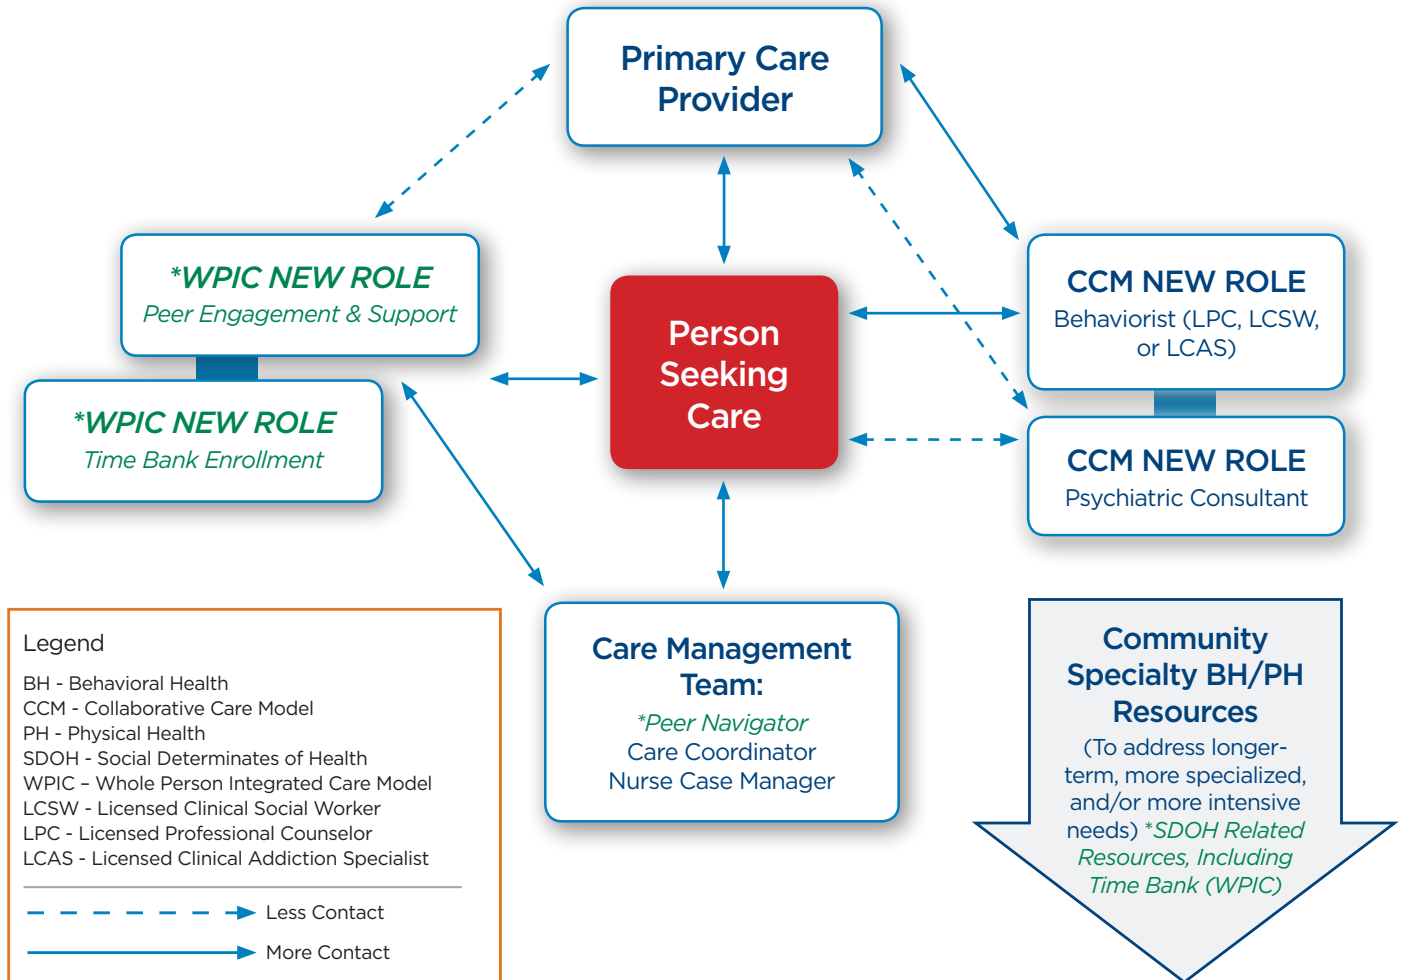 Primary Care
Provider
*WPIC NEW ROLE
Peer Engagement & Support
*WPIC NEW ROLE
Time Bank Enrollment
Person
Seeking
Care
CCM NEW ROLE
Behaviorist (LPC, LCSW,
or LCAS)
CCM NEW ROLE
Psychiatric Consultant
Care Management
Team:
*Peer Navigator
Care Coordinator
Nurse Case Manager
Community
Specialty BH/PH
Resources
(To address longer-
term, more specialized,
and/or more intensive
needs) *SDOH Related
Resources, Including
Time Bank (WPIC)
Legend
BH - Behavioral Health
CCM - Collaborative Care Model
PH - Physical Health
SDOH - Social Determinates of Health
WPIC – Whole Person Integrated Care Model
LCSW - Licensed Clinical Social Worker
LPC - Licensed Professional Counselor
LCAS - Licensed Clinical Addiction Specialist
Less Contact
More Contact